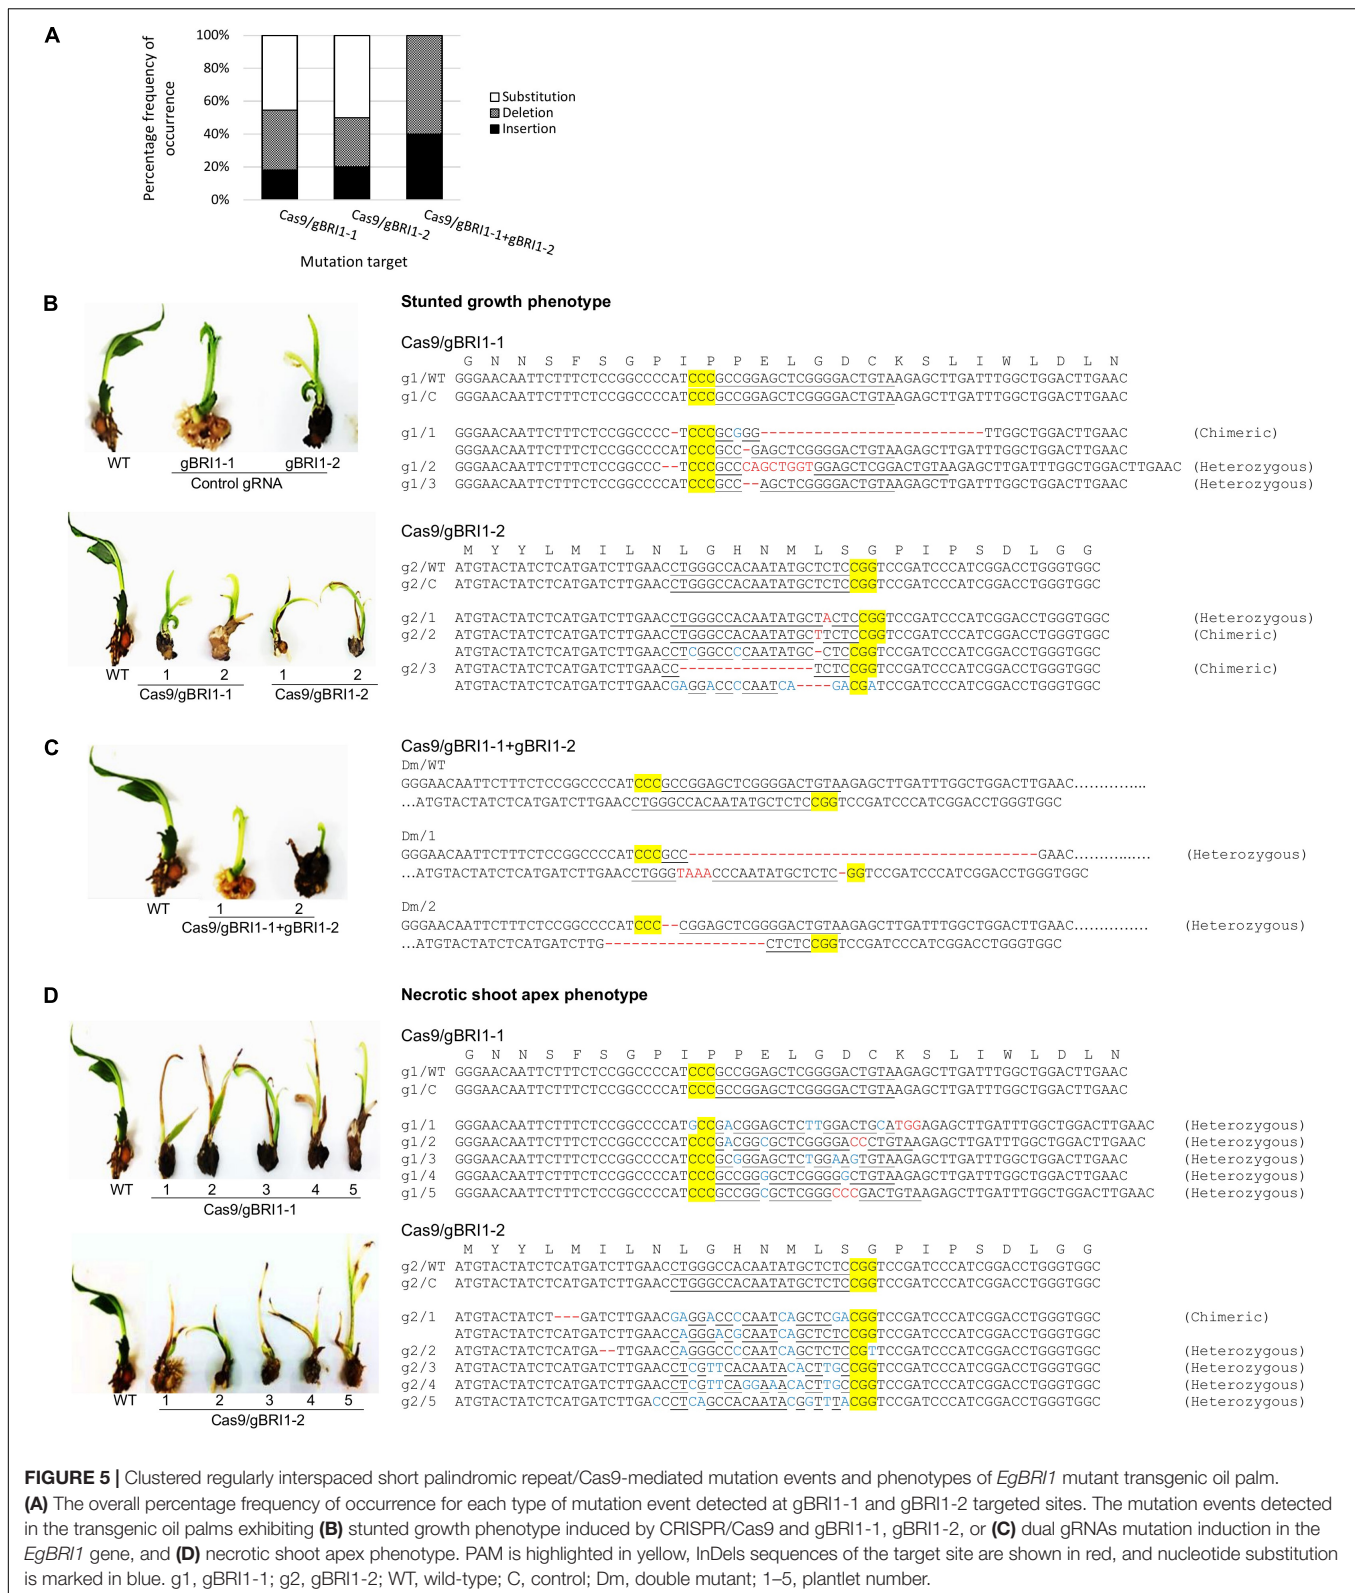 A
Percentage frequency of occurrence
100%
80%
60%
40%
20%
0%
Substitution
Deletion
Insertion
Cas9/gBRI1-1
Cas9/gBRI1-2
Cas9/gBRI1-1+gBRI1-2
Mutation target
B
WT
gBRI1-1
gBRI1-2
Control gRNA
WT
1 2 1 2
Cas9/gBRI1-1 Cas9/gBRI1-2
Stunted growth phenotype
Cas9/gBRI1-1
G N N S F S G P I P P E L G D C K S L I W L D L N
g1/WT GGGAACAATTCTTTCTCCGGCCCCATCCCGCCGGAGCTCGGGGACTGTAAGAGCTTGATTTGGCTGGACTTGAAC
g1/C GGGAACAATTCTTTCTCCGGCCCCATCCCGCCGGAGCTCGGGGACTGTAAGAGCTTGATTTGGCTGGACTTGAAC
g1/1 GGGAACAATTCTTTCTCCGGCCCC-TCCCGCGGG-------------------------TTGGCTGGACTTGAAC (Chimeric)
GGGAACAATTCTTTCTCCGGCCCCATCCCGCC-GAGCTCGGGGACTGTAAGAGCTTGATTTGGCTGGACTTGAAC
g1/2 GGGAACAATTCTTTCTCCGGCCC--TCCCGCCCAGCTGGTGGAGCTCGGACTGTAAGAGCTTGATTTGGCTGGACTTGAAC (Heterozygous)
g1/3 GGGAACAATTCTTTCTCCGGCCCCATCCCGCC--AGCTCGGGGACTGTAAGAGCTTGATTTGGCTGGACTTGAAC (Heterozygous)
Cas9/gBRI1-2
M Y Y L M I L N L G H N M L S G P I P S D L G G
g2/WT ATGTACTATCTCATGATCTTGAACCTGGGCCACAATATGCTCTCCGGTCCGATCCCATCGGACCTGGGTGGC
g2/C ATGTACTATCTCATGATCTTGAACCTGGGCCACAATATGCTCTCCGGTCCGATCCCATCGGACCTGGGTGGC
g2/1 ATGTACTATCTCATGATCTTGAACCTGGGCCACAATATGCTACTCCGGTCCGATCCCATCGGACCTGGGTGGC (Heterozygous)
g2/2 ATGTACTATCTCATGATCTTGAACCTGGGCCACAATATGCTTCTCCGGTCCGATCCCATCGGACCTGGGTGGC (Chimeric)
ATGTACTATCTCATGATCTTGAACCTCGGCCCCAATATGC-CTCCGGTCCGATCCCATCGGACCTGGGTGGC
g2/3 ATGTACTATCTCATGATCTTGAACC---------------TCTCCGGTCCGATCCCATCGGACCTGGGTGGC (Chimeric)
ATGTACTATCTCATGATCTTGAACGAGGACCCCAATCA----GACGATCCGATCCCATCGGACCTGGGTGGC
C
WT
1 2
Cas9/gBRI1-1+gBRI1-2
Cas9/gBRI1-1+gBRI1-2
Dm/WT
GGGAACAATTCTTTCTCCGGCCCCATCCCGCCGGAGCTCGGGGACTGTAAGAGCTTGATTTGGCTGGACTTGAAC...............
...ATGTACTATCTCATGATCTTGAACCTGGGCCACAATATGCTCTCCGGTCCGATCCCATCGGACCTGGGTGGC
Dm/1
GGGAACAATTCTTTCTCCGGCCCCATCCCGCC---------------------------------------GAAC............... (Heterozygous)
...ATGTACTATCTCATGATCTTGAACCTGGGTAAACCCAATATGCTCTC-GGTCCGATCCCATCGGACCTGGGTGGC
Dm/2
GGGAACAATTCTTTCTCCGGCCCCATCCC--CGGAGCTCGGGGACTGTAAGAGCTTGATTTGGCTGGACTTGAAC............... (Heterozygous)
...ATGTACTATCTCATGATCTTG------------------CTCTCCGGTCCGATCCCATCGGACCTGGGTGGC
D
WT
1 2 3 4 5
Cas9/gBRI1-1
WT
1 2 3 4 5
Cas9/gBRI1-2
Necrotic shoot apex phenotype
Cas9/gBRI1-1
G N N S F S G P I P P E L G D C K S L I W L D L N
g1/WT GGGAACAATTCTTTCTCCGGCCCCATCCCGCCGGAGCTCGGGGACTGTAAGAGCTTGATTTGGCTGGACTTGAAC
g1/C GGGAACAATTCTTTCTCCGGCCCCATCCCGCCGGAGCTCGGGGACTGTAAGAGCTTGATTTGGCTGGACTTGAAC
g1/1 GGGAACAATTCTTTCTCCGGCCCCATGCCGACGGAGCTCTTGGACTGCATGGAGAGCTTGATTTGGCTGGACTTGAAC (Heterozygous)
g1/2 GGGAACAATTCTTTCTCCGGCCCCATCCCGACGGCGCTCGGGGACCCTGTAAGAGCTTGATTTGGCTGGACTTGAAC (Heterozygous)
g1/3 GGGAACAATTCTTTCTCCGGCCCCATCCCGCGGGAGCTCTGGAAGTGTAAGAGCTTGATTTGGCTGGACTTGAAC (Heterozygous)
g1/4 GGGAACAATTCTTTCTCCGGCCCCATCCCGCCGGGGCTCGGGGGCTGTAAGAGCTTGATTTGGCTGGACTTGAAC (Heterozygous)
g1/5 GGGAACAATTCTTTCTCCGGCCCCATCCCGCCGGCGCTCGGGCCCGACTGTAAGAGCTTGATTTGGCTGGACTTGAAC (Heterozygous)
Cas9/gBRI1-2
M Y Y L M I L N L G H N M L S G P I P S D L G G
g2/WT ATGTACTATCTCATGATCTTGAACCTGGGCCACAATATGCTCTCCGGTCCGATCCCATCGGACCTGGGTGGC
g2/C ATGTACTATCTCATGATCTTGAACCTGGGCCACAATATGCTCTCCGGTCCGATCCCATCGGACCTGGGTGGC
g2/1 ATGTACTATCT---GATCTTGAACGAGGACCCCAATCAGCTCGACGGTCCGATCCCATCGGACCTGGGTGGC (Chimeric)
ATGTACTATCTCATGATCTTGAACCAGGGACGCAATCAGCTCTCCGGTCCGATCCCATCGGACCTGGGTGGC
g2/2 ATGTACTATCTCATGA--TTGAACCAGGGCCCCAATCAGCTCTCCGTTCCGATCCCATCGGACCTGGGTGGC (Heterozygous)
g2/3 ATGTACTATCTCATGATCTTGAACCTCGTTCACAATACACTTGCCGGTCCGATCCCATCGGACCTGGGTGGC (Heterozygous)
g2/4 ATGTACTATCTCATGATCTTGAACCTCGTTCAGGAAACACTTGCCGGTCCGATCCCATCGGACCTGGGTGGC (Heterozygous)
g2/5 ATGTACTATCTCATGATCTTGACCCTCAGCCACAATACGGTTTACGGTCCGATCCCATCGGACCTGGGTGGC (Heterozygous)
FIGURE 5 | Clustered regularly interspaced short palindromic repeat/Cas9-mediated mutation events and phenotypes of EgBRI1 mutant transgenic oil palm.
(A) The overall percentage frequency of occurrence for each type of mutation event detected at gBRI1-1 and gBRI1-2 targeted sites. The mutation events detected
in the transgenic oil palms exhibiting (B) stunted growth phenotype induced by CRISPR/Cas9 and gBRI1-1, gBRI1-2, or (C) dual gRNAs mutation induction in the
EgBRI1 gene, and (D) necrotic shoot apex phenotype. PAM is highlighted in yellow, InDels sequences of the target site are shown in red, and nucleotide substitution
is marked in blue. g1, gBRI1-1; g2, gBRI1-2; WT, wild-type; C, control; Dm, double mutant; 1–5, plantlet number.